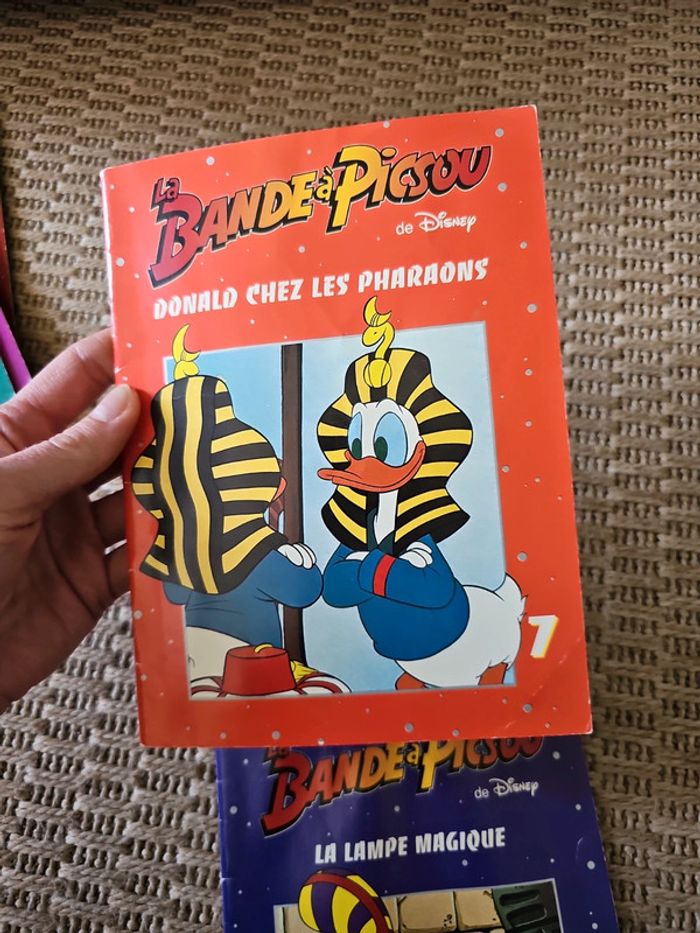 La
BANDE à PICSOU
de Disney
DONALD CHEZ LES PHARAONS
7
La
BANDE à PICSOU
de Disney
LA LAMPE MAGIQUE